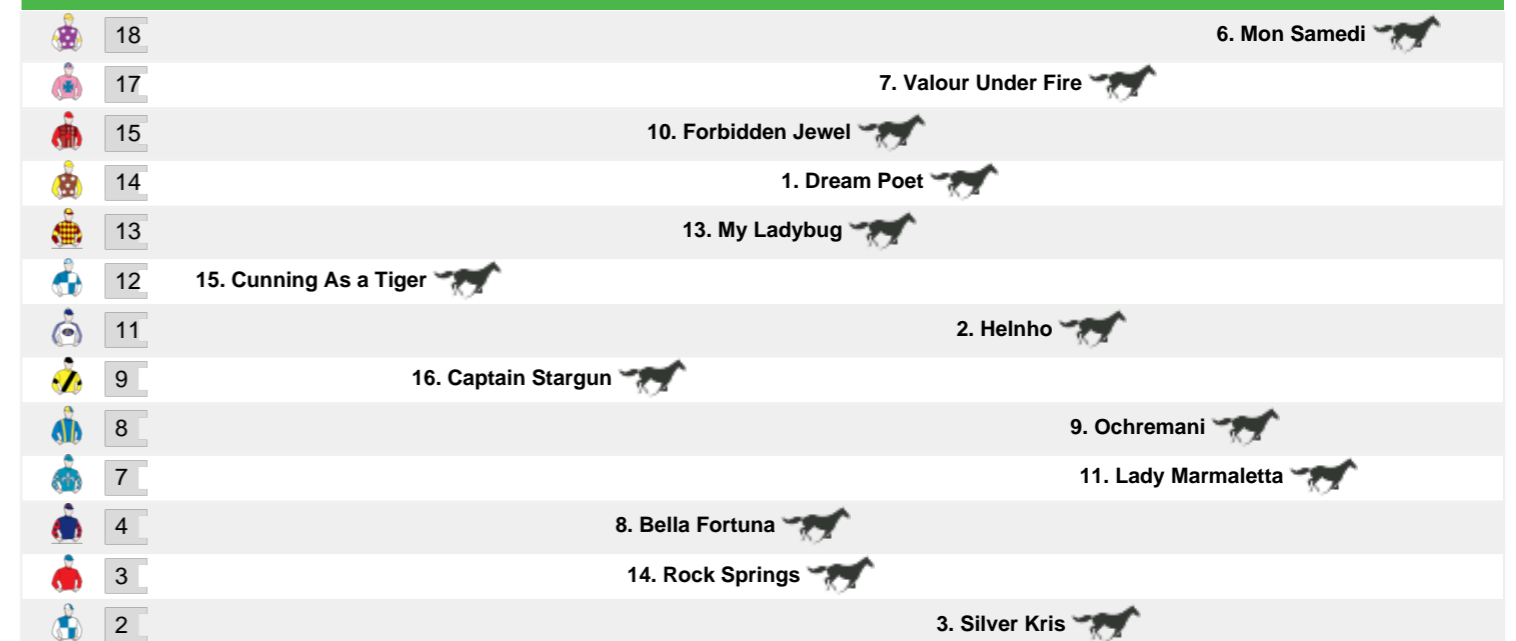 18 6. Mon Samedi
17 7. Valour Under Fire
15 10. Forbidden Jewel
14 1. Dream Poet
13 13. My Ladybug
12 15. Cunning As a Tiger
11 2. Helnho
9 16. Captain Stargun
8 9. Ochremani
7 11. Lady Marmaletta
4 8. Bella Fortuna
3 14. Rock Springs
2 3. Silver Kris